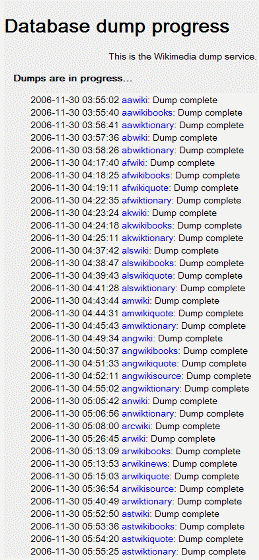 Database dump progress
This is the Wikimedia dump service.
Dumps are in progress...
2006-11-30 03:55:02 aawiki: Dump complete
2006-11-30 03:55:40 aawikibooks: Dump complete
2006-11-30 03:56:41 aawiktionary: Dump complete
2006-11-30 03:57:36 abwiki: Dump complete
2006-11-30 03:58:26 abwiktionary: Dump complete
2006-11-30 04:17:40 afwiki: Dump complete
2006-11-30 04:18:25 afwikibooks: Dump complete
2006-11-30 04:19:11 afwikiquote: Dump complete
2006-11-30 04:22:35 afwiktionary: Dump complete
2006-11-30 04:23:24 akwiki: Dump complete
2006-11-30 04:24:18 akwikibooks: Dump complete
2006-11-30 04:25:11 akwiktionary: Dump complete
2006-11-30 04:37:42 alswiki: Dump complete
2006-11-30 04:38:47 alswikibooks: Dump complete
2006-11-30 04:39:43 alswikiquote: Dump complete
2006-11-30 04:41:28 alswiktionary: Dump complete
2006-11-30 04:43:44 amwiki: Dump complete
2006-11-30 04:44:31 amwikiquote: Dump complete
2006-11-30 04:45:43 amwiktionary: Dump complete
2006-11-30 04:49:34 angwiki: Dump complete
2006-11-30 04:50:37 angwikibooks: Dump complete
2006-11-30 04:51:33 angwikiquote: Dump complete
2006-11-30 04:52:11 angwikisource: Dump complete
2006-11-30 04:55:02 angwiktionary: Dump complete
2006-11-30 05:05:42 anwiki: Dump complete
2006-11-30 05:06:56 anwiktionary: Dump complete
2006-11-30 05:08:00 arcwiki: Dump complete
2006-11-30 05:26:45 arwiki: Dump complete
2006-11-30 05:13:09 arwikibooks: Dump complete
2006-11-30 05:13:53 arwikinews: Dump complete
2006-11-30 05:15:03 arwikiquote: Dump complete
2006-11-30 05:36:54 arwikisource: Dump complete
2006-11-30 05:40:49 arwiktionary: Dump complete
2006-11-30 05:52:50 astwiki: Dump complete
2006-11-30 05:53:36 astwikibooks: Dump complete
2006-11-30 05:54:20 astwikiquote: Dump complete
2006-11-30 05:55:25 astwiktionary: Dump complete